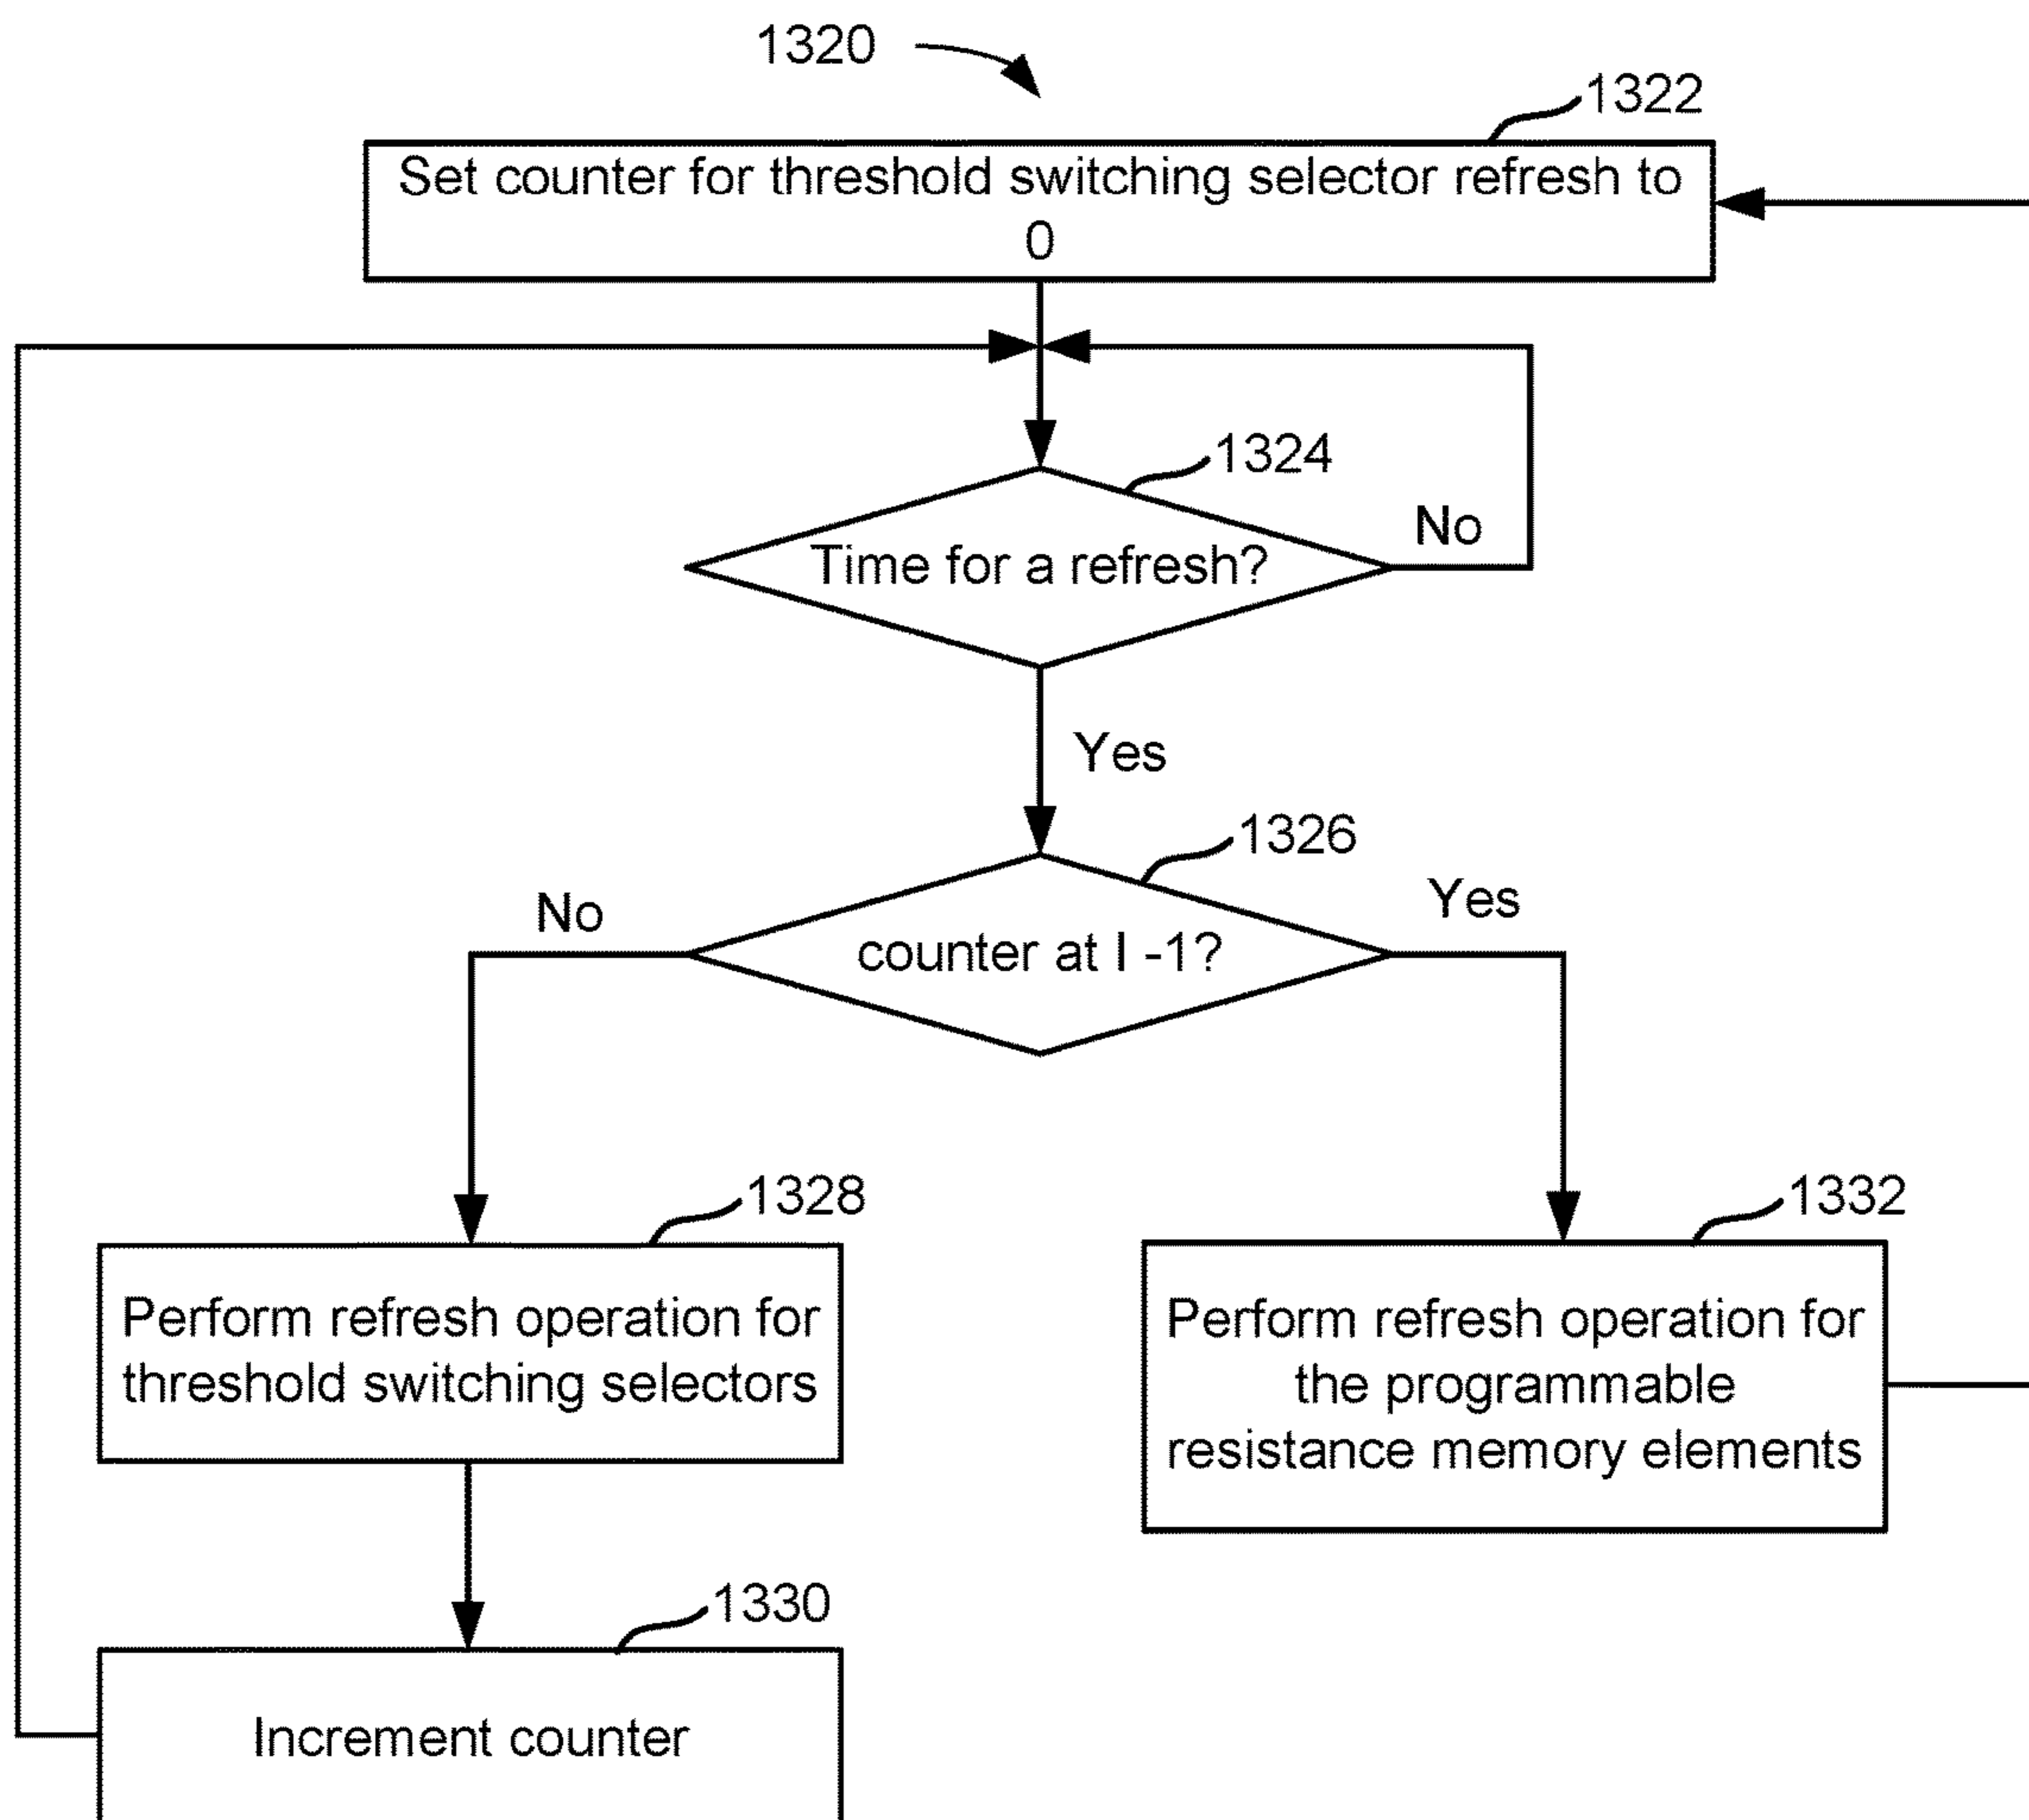 1320
1322
Set counter for threshold switching selector refresh to
0
1324
No
Time for a refresh?
Yes
1326
No
Yes
counter at I -1?
1328
1332
Perform refresh operation for
threshold switching selectors
Perform refresh operation for
the programmable
resistance memory elements
1330
Increment counter